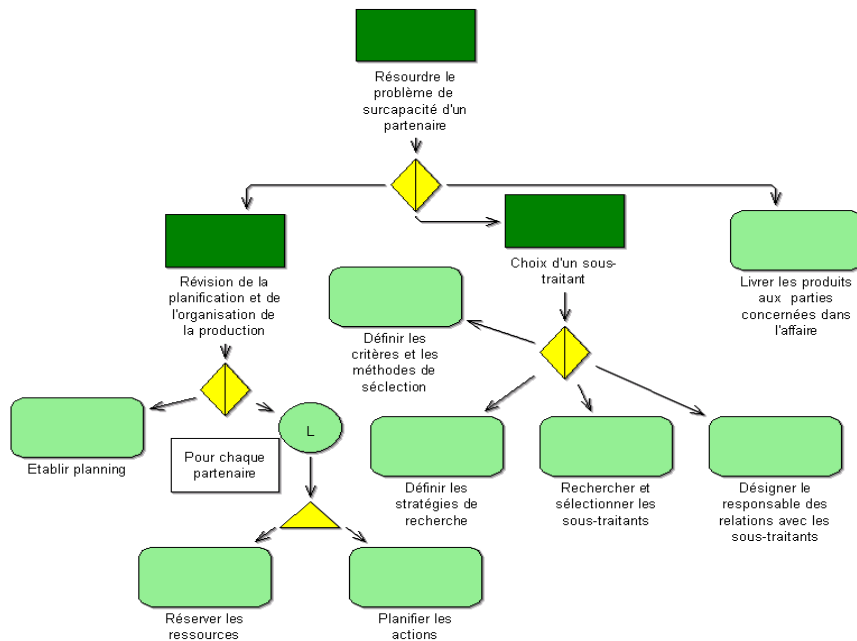 Résourdre le
problème de
surcapacité d'un
partenaire
Révision de la
planification et de
l'organisation de
la production
Choix d'un sous-
traitant
Livrer les produits
aux parties
concernées dans
l'affaire
Définir les
critères et les
méthodes de
séclection
Etablir planning
Pour chaque
partenaire
L
Définir les
stratégies de
recherche
Rechercher et
sélectionner les
sous-traitants
Désigner le
responsable des
relations avec les
sous-traitants
Réserver les
ressources
Planifier les
actions